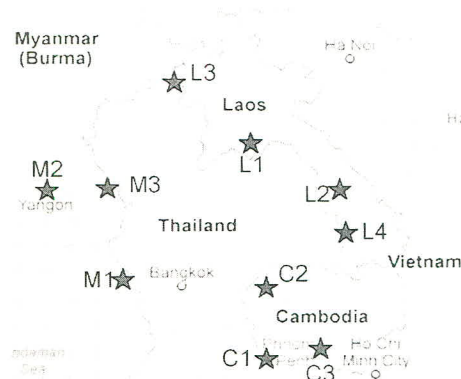 Myanmar
(Burma)
Ha Noi
L3
Laos
L1
M2
M3
L2
Yangon
Thailand
L4
Vietnam
M1
Bangkok
C2
Cambodia
C1
C3
Ho Chi
Minh City
Sea